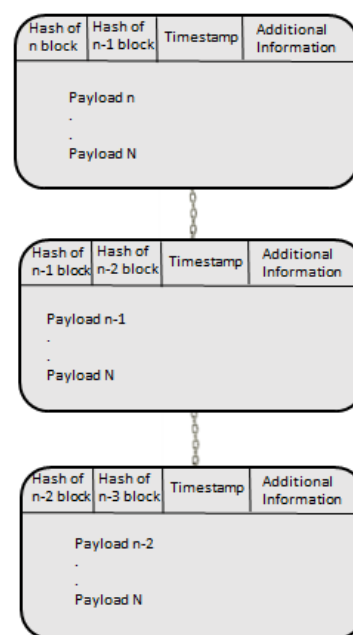 Hash of n block
Hash of n-1 block
Timestamp
Additional Information
Payload n
.
.
Payload N
Hash of n-1 block
Hash of n-2 block
Timestamp
Additional Information
Payload n-1
.
.
Payload N
Hash of n-2 block
Hash of n-3 block
Timestamp
Additional Information
Payload n-2
.
.
Payload N